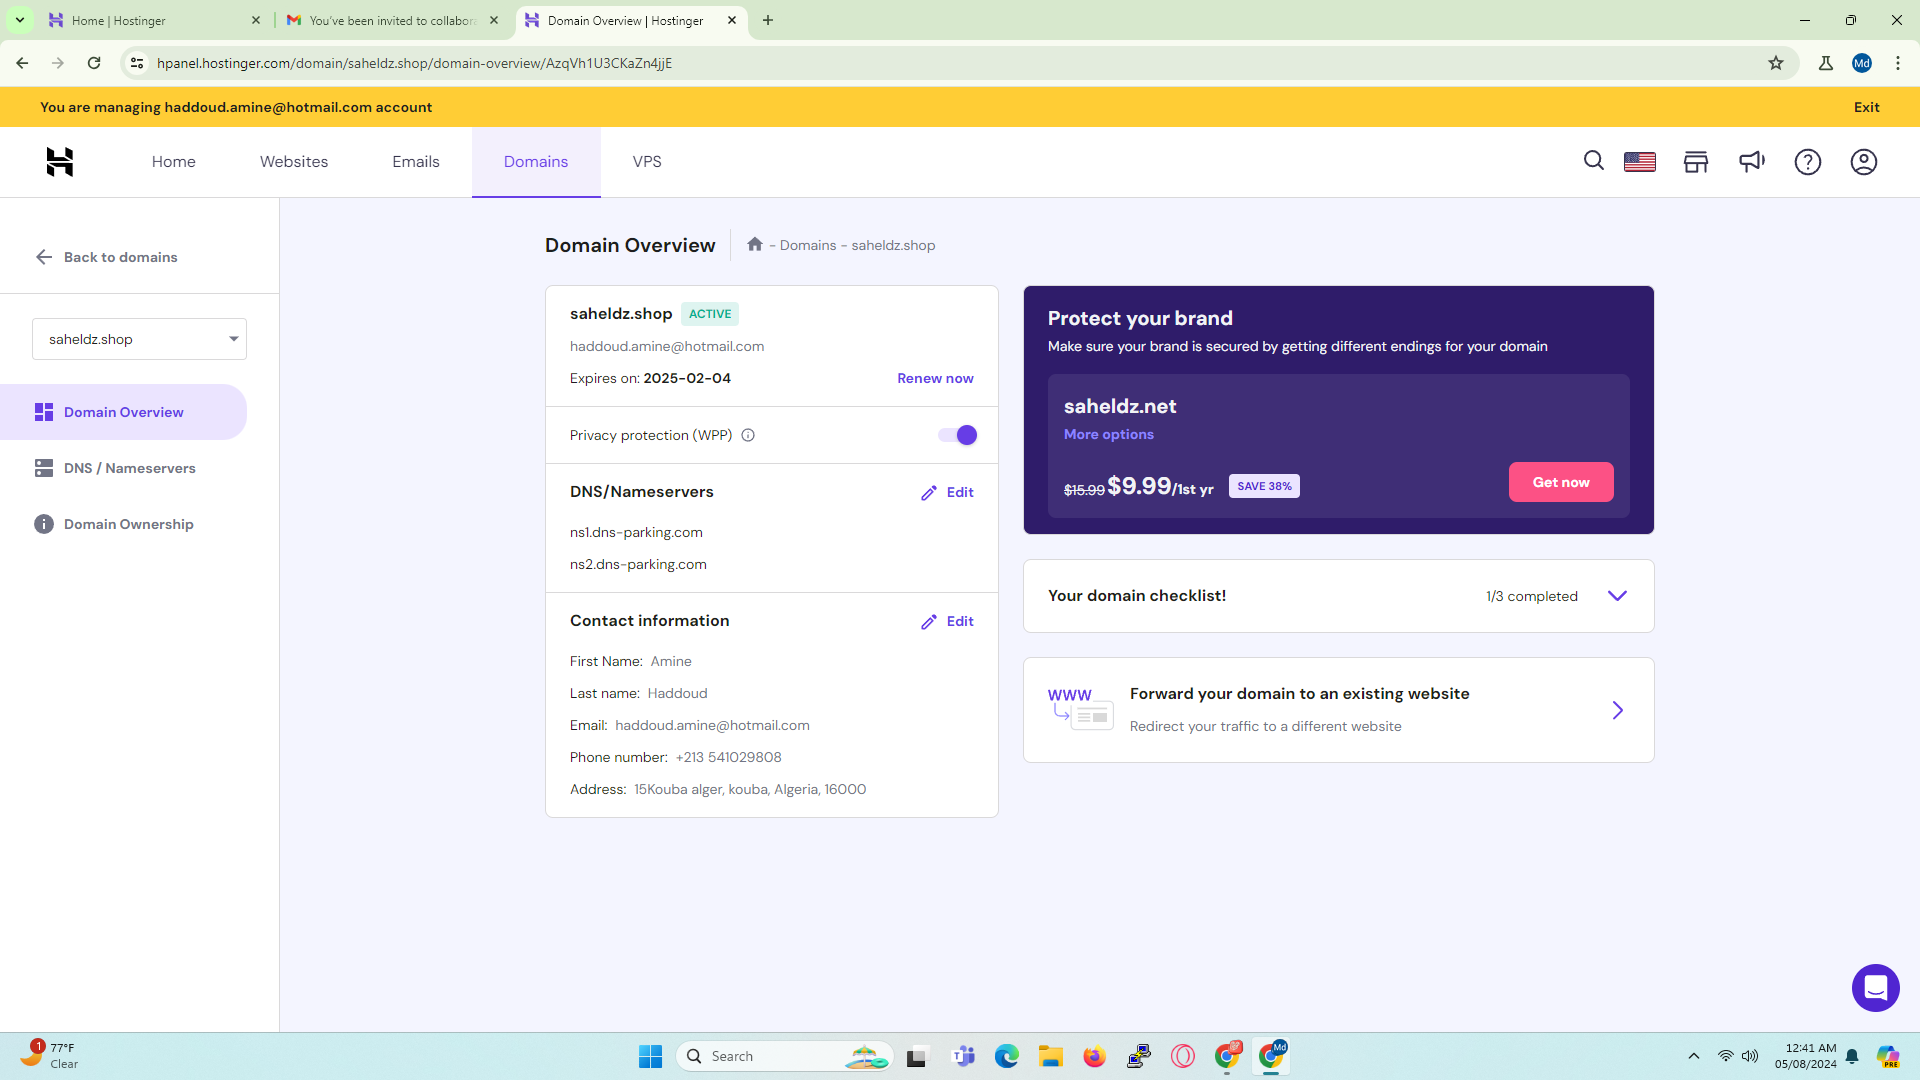 Home | Hostinger
You've been invited to collabora
Domain Overview | Hostinger
hpanel.hostinger.com/domain/saheldz.shop/domain-overview/AzqVh1U3CKaZn4jjE
Md
You are managing haddoud.amine@hotmail.com account
Exit
Home
Websites
Emails
Domains
VPS
Back to domains
saheldz.shop
Domain Overview
DNS / Nameservers
Domain Ownership
Domain Overview
- Domains - saheldz.shop
saheldz.shop ACTIVE
haddoud.amine@hotmail.com
Expires on: 2025-02-04
Renew now
Privacy protection (WPP)
DNS/Nameservers
Edit
ns1.dns-parking.com
ns2.dns-parking.com
Contact information
Edit
First Name: Amine
Last name: Haddoud
Email: haddoud.amine@hotmail.com
Phone number: +213 541029808
Address: 15Kouba alger, kouba, Algeria, 16000
Protect your brand
Make sure your brand is secured by getting different endings for your domain
saheldz.net
More options
$15.99 $9.99/1st yr SAVE 38%
Get now
Your domain checklist!
1/3 completed
WWW
Forward your domain to an existing website
Redirect your traffic to a different website
1
77°F
Clear
Search
Md
12:41 AM
05/08/2024
PRE